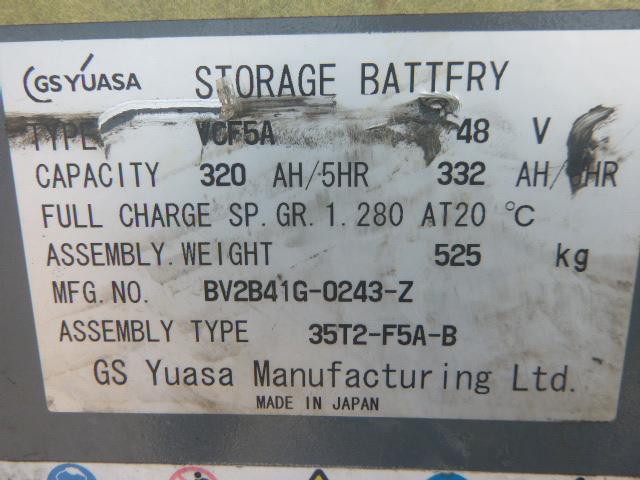 GS YUASA STORAGE BATTERY
TYPE VCF5A 48 V
CAPACITY 320 AH/5HR 332 AH/HR
FULL CHARGE SP. GR. 1.280 AT 20 ℃
ASSEMBLY. WEIGHT 525 kg
MFG. NO. BV2B41G-0243-Z
ASSEMBLY TYPE 35T2-F5A-B
GS Yuasa Manufacturing Ltd.
MADE IN JAPAN